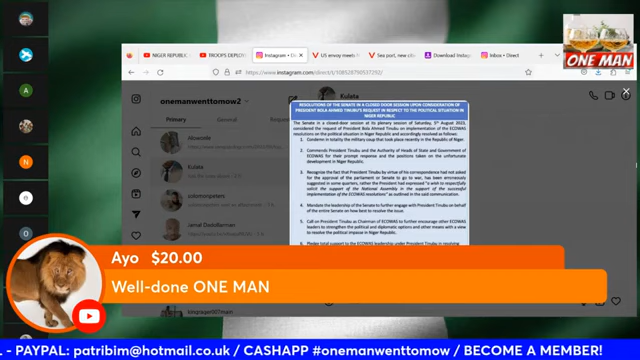 NIGER REPUBLIC
TROOPS DEPLOY
Instagram • D
US envoy meets N
Sea port, new site
Download Instag
Inbox • Direct
https://www.instagram.com/direct/t/
ONE MAN
onemanwenttomow2
Kulata
RESOLUTIONS OF THE SENATE IN A CLOSED DOOR SESSION UPON CONSIDERATION OF
PRESIDENT BOLA AHMED TINUBU'S REQUEST IN RESPECT TO THE POLITICAL SITUATION IN
NIGER REPUBLIC
The Senate in a closed-door session at its plenary session of Saturday, 5th August 2023,
considered the request of President Bola Ahmed Tinubu on implementation of the ECOWAS
resolutions on the political situation in Niger Republic and accordingly resolved as follows:
1. Condemn in totality the military coup that took place recently in the Republic of Niger
2. Commends President Tinubu and the Authority of Heads of State and Government of
ECOWAS for their prompt response and the positions taken on the unfortunate
development in Niger Republic.
3. Recognize the fact that President Tinubu by virtue of his correspondence had not asked
for the approval of the parliament or Senate to go to war, has been erroneously
suggested in some quarters, rather the President had expressed a wish to respectfully
solicit the support of the National Assembly in the support of the successful
implementation of the ECOWAS resolutions as outlined in the said communication.
4. Mandate the leadership of the Senate to further engage with President Tinubu on behalf
of the entire Senate on how best to resolve the issue.
5. Call on President Tinubu as Chairman of ECOWAS to further encourage other ECOWAS
leaders to strengthen the political and diplomatic options and other means with a
view to resolve the political impasse in Niger Republic.
6. Pledge total support to the ECOWAS leadership under President Tinubu in resolving
Kulata
solomonpeters
Jamal Dodo Barnson
Ayo $20.00
Well-done ONE MAN
L - PAYPAL: patribim@hotmail.co.uk / CASHAPP #onemanwenttomow / BECOME A MEMBER!